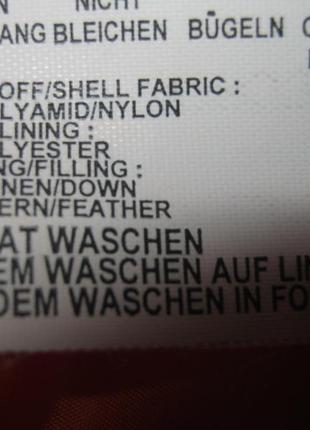 N NICHT
ANG BLEICHEN BÜGELN C
OFF/SHELL FABRIC :
LYAMID/NYLON
LINING :
LYESTER
NG/FILLING :
NEN/DOWN
ERN/FEATHER
AT WASCHEN
EM WASCHEN AUF LIN
DEM WASCHEN IN FO